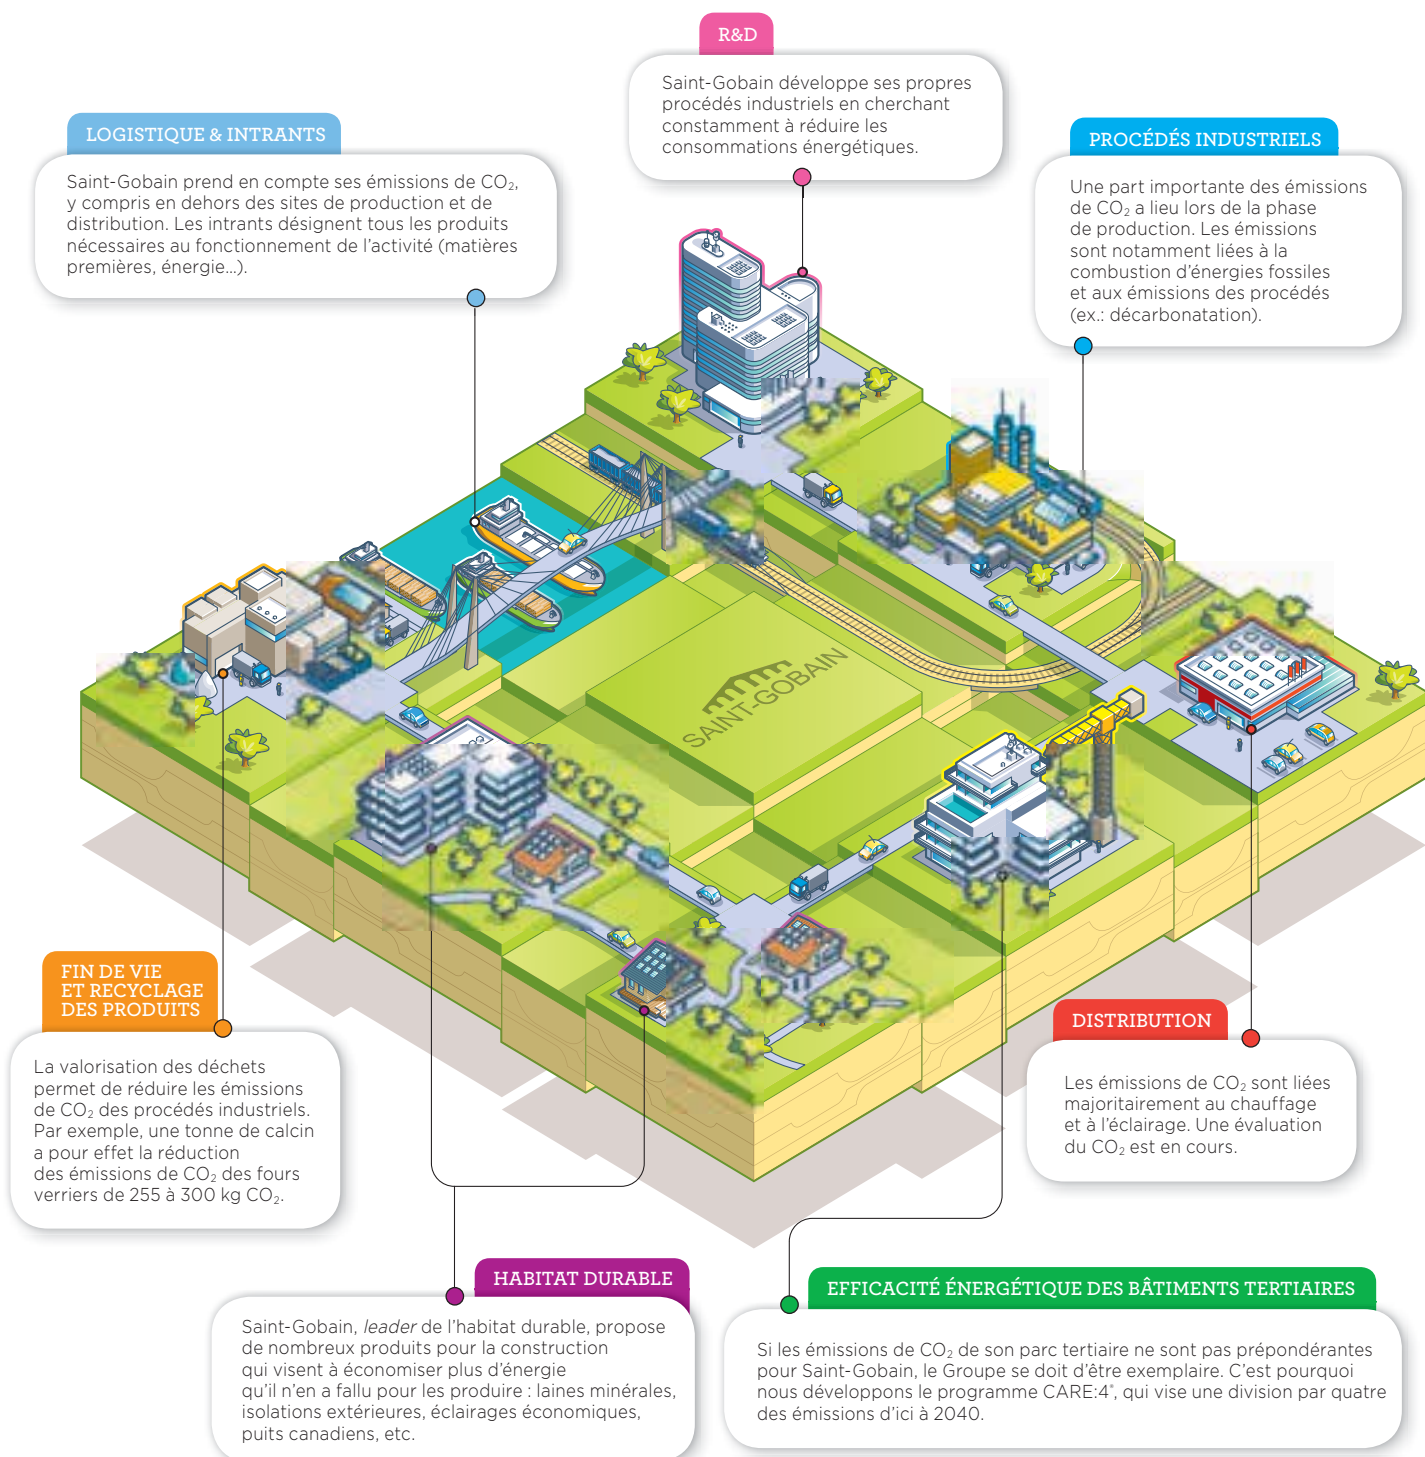 R&D
Saint-Gobain développe ses propres
procédés industriels en cherchant
constamment à réduire les
consommations énergétiques.
LOGISTIQUE & INTRANTS
Saint-Gobain prend en compte ses émissions de CO₂,
y compris en dehors des sites de production et de
distribution. Les intrants désignent tous les produits
nécessaires au fonctionnement de l’activité (matières
premières, énergie…).
PROCÉDÉS INDUSTRIELS
Une part importante des émissions
de CO₂ a lieu lors de la phase
de production. Les émissions
sont notamment liées à la
combustion d’énergies fossiles
et aux émissions des procédés
(ex.: décarbonatation).
SAINT-GOBAIN
FIN DE VIE
ET RECYCLAGE
DES PRODUITS
La valorisation des déchets
permet de réduire les émissions
de CO₂ des procédés industriels.
Par exemple, une tonne de calcin
a pour effet la réduction
des émissions de CO₂ des fours
verriers de 255 à 300 kg CO₂.
DISTRIBUTION
Les émissions de CO₂ sont liées
majoritairement au chauffage
et à l’éclairage. Une évaluation
du CO₂ est en cours.
HABITAT DURABLE
Saint-Gobain, leader de l’habitat durable, propose
de nombreux produits pour la construction
qui visent à économiser plus d’énergie
qu’il n’en a fallu pour les produire : laines minérales,
isolations extérieures, éclairages économiques,
puits canadiens, etc.
EFFICACITÉ ÉNERGÉTIQUE DES BÂTIMENTS TERTIAIRES
Si les émissions de CO₂ de son parc tertiaire ne sont pas prépondérantes
pour Saint-Gobain, le Groupe se doit d’être exemplaire. C’est pourquoi
nous développons le programme CARE:4®, qui vise une division par quatre
des émissions d’ici à 2040.